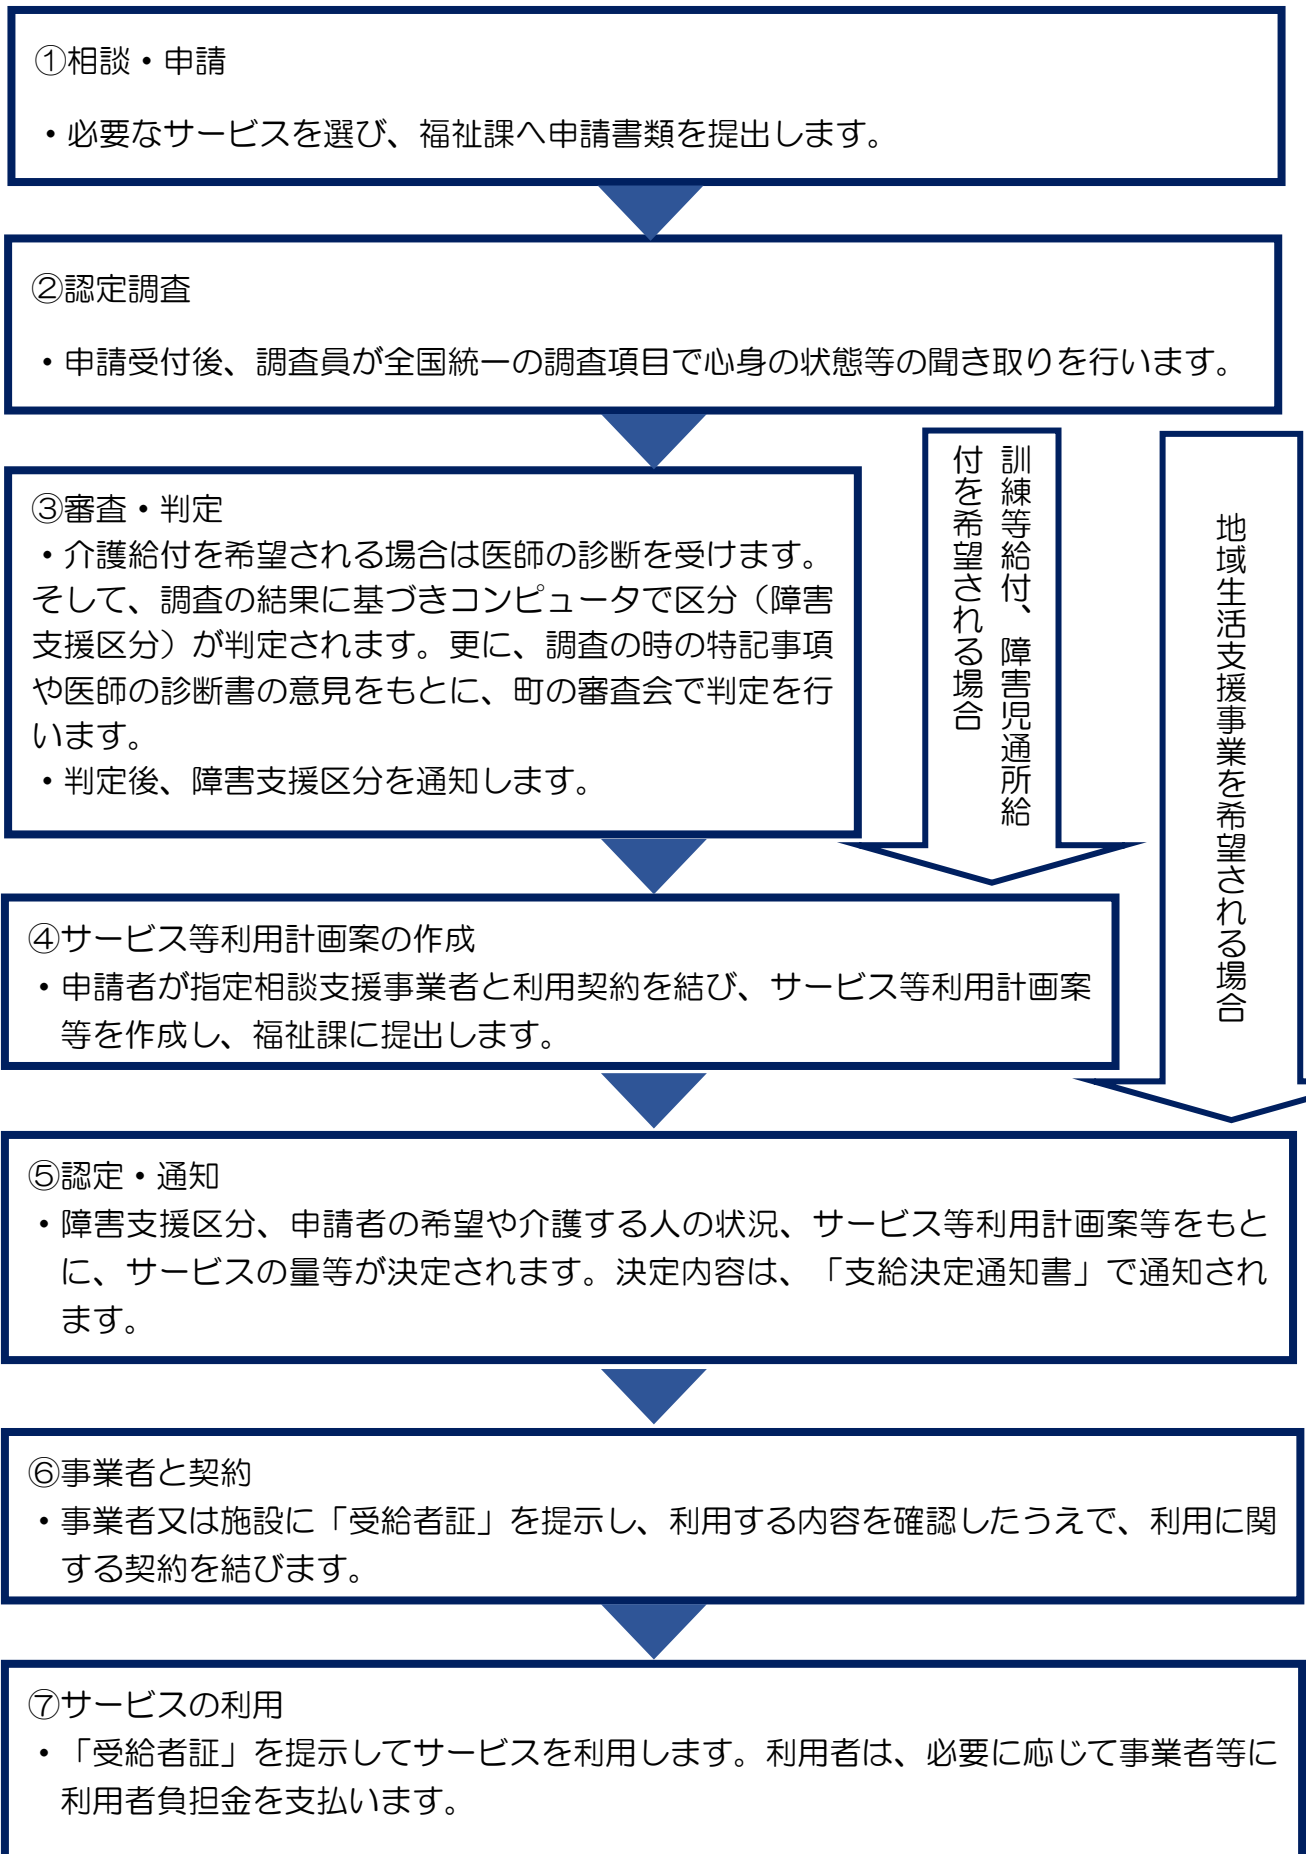 ①相談・申請
・必要なサービスを選び、福祉課へ申請書類を提出します。
②認定調査
・申請受付後、調査員が全国統一の調査項目で心身の状態等の聞き取りを行います。
③審査・判定
・介護給付を希望される場合は医師の診断を受けます。
そして、調査の結果に基づきコンピュータで区分（障害
支援区分）が判定されます。更に、調査の時の特記事項
や医師の診断書の意見をもとに、町の審査会で判定を行
います。
・判定後、障害支援区分を通知します。
訓練等給付、障害児通所給
付を希望される場合
地域生活支援事業を希望される場合
④サービス等利用計画案の作成
・申請者が指定相談支援事業者と利用契約を結び、サービス等利用計画案
等を作成し、福祉課に提出します。
⑤認定・通知
・障害支援区分、申請者の希望や介護する人の状況、サービス等利用計画案等をもと
に、サービスの量等が決定されます。決定内容は、「支給決定通知書」で通知され
ます。
⑥事業者と契約
・事業者又は施設に「受給者証」を提示し、利用する内容を確認したうえで、利用に関
する契約を結びます。
⑦サービスの利用
・「受給者証」を提示してサービスを利用します。利用者は、必要に応じて事業者等に
利用者負担金を支払います。